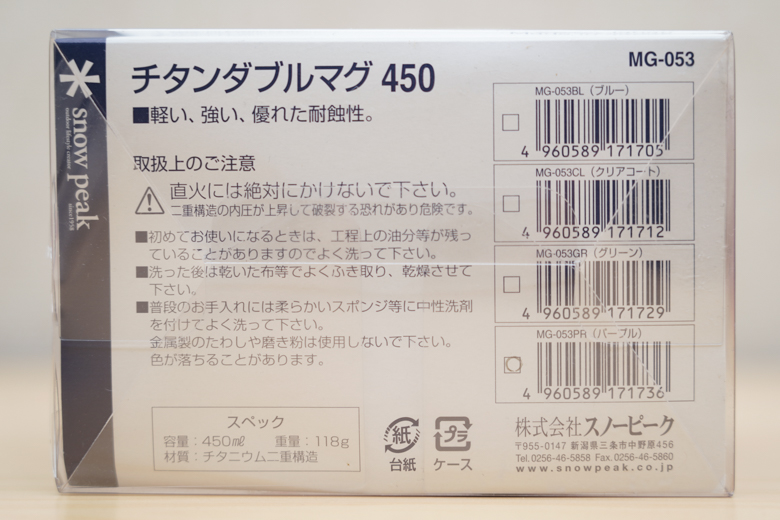 snow peak
outdoor lifestyle creator
since1958
チタンダブルマグ 450
MG-053
■軽い、強い、優れた耐蝕性。
取扱上のご注意
直火には絶対にかけないで下さい。
二重構造の内圧が上昇して破裂する恐れがあり危険です。
■初めてお使いになるときは、工程上の油分等が残っ
ていることがありますのでよく洗って下さい。
■洗った後は乾いた布等でよくふき取り、乾燥させて
下さい。
■普段のお手入れには柔らかいスポンジ等に中性洗剤
を付けてよく洗って下さい。
金属製のたわしや磨き粉は使用しないで下さい。
色が落ちることがあります。
MG-053BL（ブルー）
4 960589 171705
MG-053CL（クリアコート）
4 960589 171712
MG-053GR（グリーン）
4 960589 171729
MG-053PR（パープル）
4 960589 171736
スペック
容量：450㎖ 重量：118g
材質：チタニウム二重構造
紙
台紙
プラ
ケース
株式会社スノーピーク
〒955-0147 新潟県三条市中野原456
Tel.0256-46-5858 Fax.0256-46-5860
www.snowpeak.co.jp